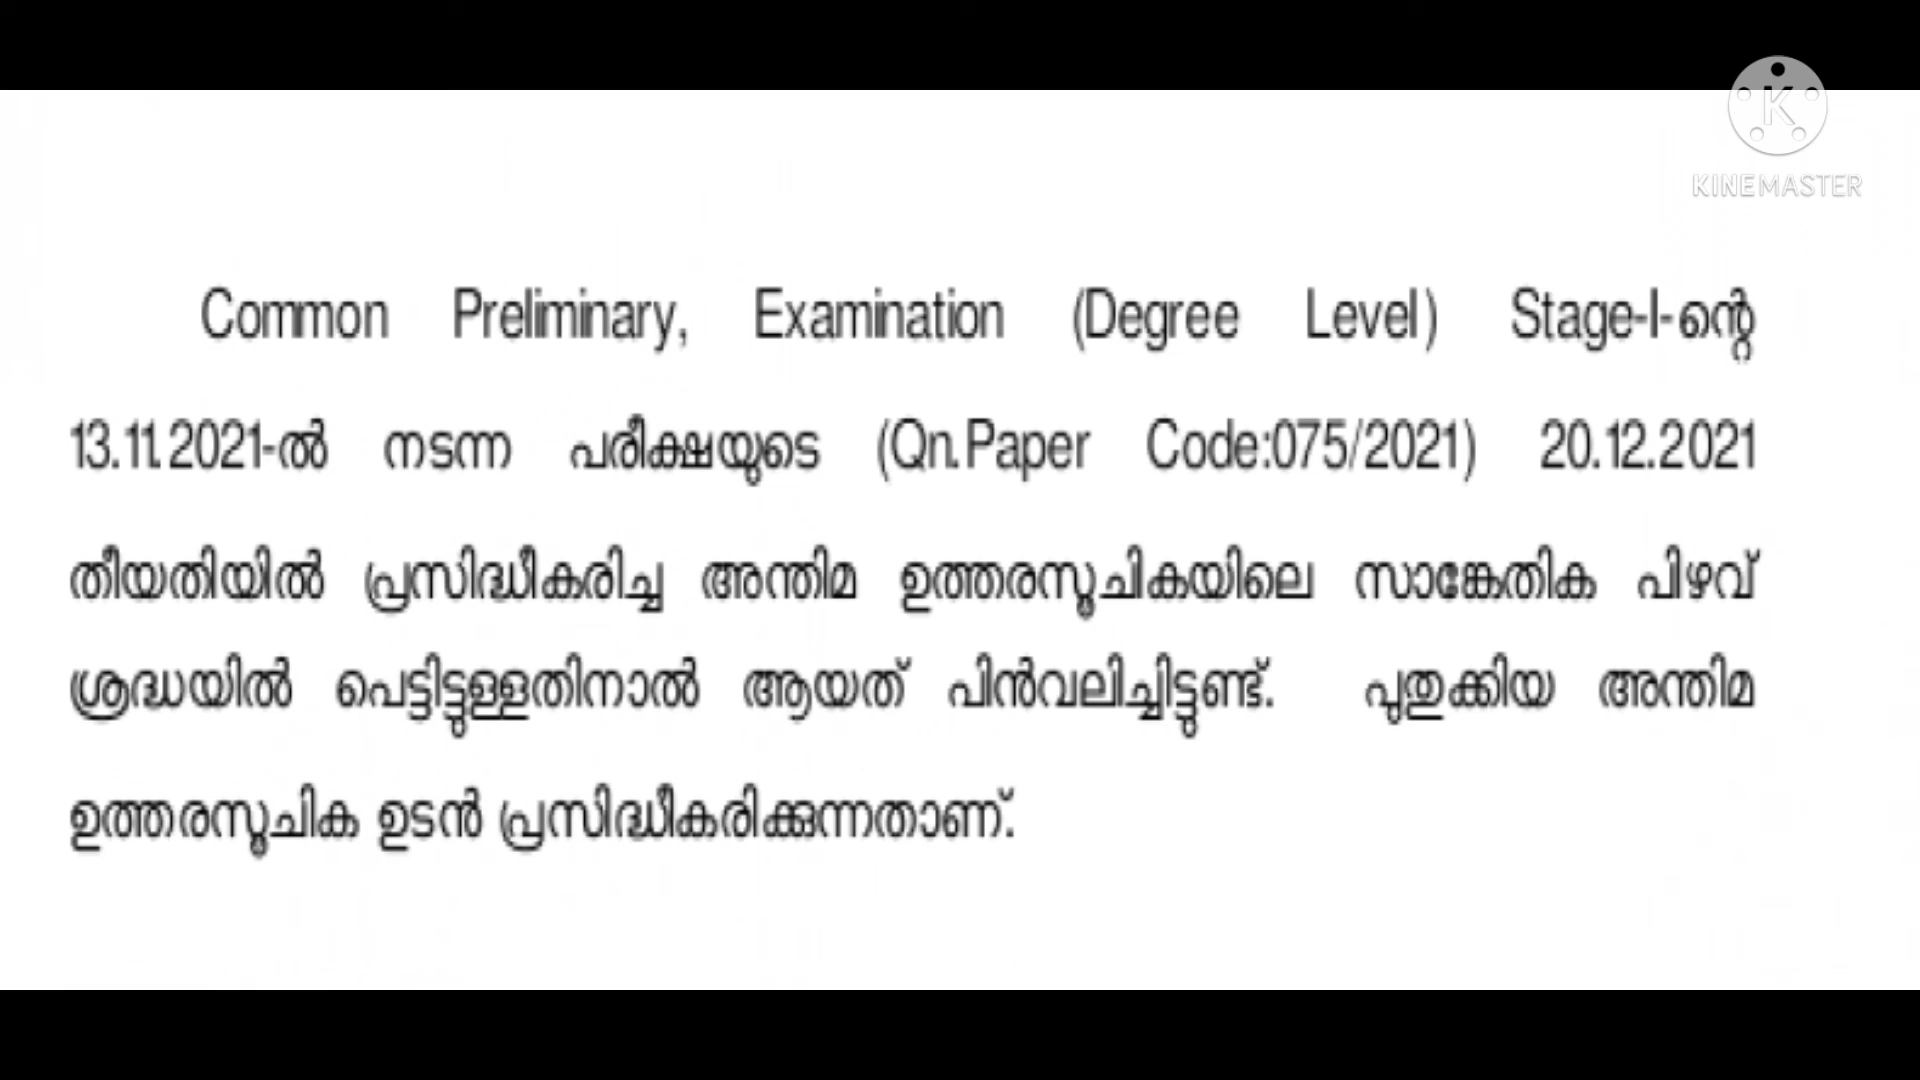 K
KINEMASTER
Common Preliminary, Examination (Degree Level) Stage-I-ന്റെ
13.11.2021-ൽ നടന്ന പരീക്ഷയുടെ (Qn.Paper Code:075/2021) 20.12.2021
തീയതിയിൽ പ്രസിദ്ധീകരിച്ച അന്തിമ ഉത്തരസൂചികയിലെ സാങ്കേതിക പിഴവ്
ശ്രദ്ധയിൽ പെട്ടിട്ടുള്ളതിനാൽ ആയത് പിൻവലിച്ചിട്ടുണ്ട്. പുതുക്കിയ അന്തിമ
ഉത്തരസൂചിക ഉടൻ പ്രസിദ്ധീകരിക്കുന്നതാണ്.